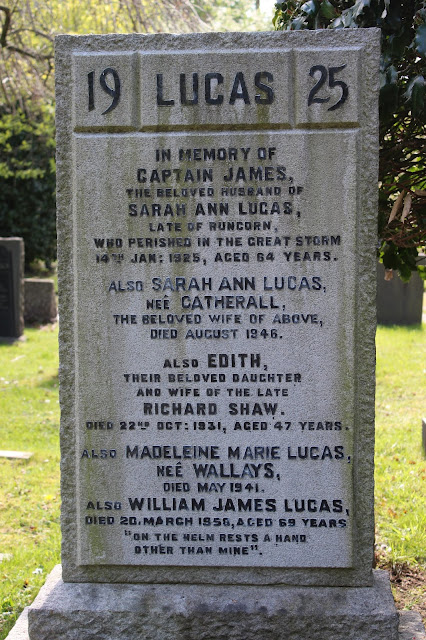 19 LUCAS 25
IN MEMORY OF
CAPTAIN JAMES,
THE BELOVED HUSBAND OF
SARAH ANN LUCAS,
LATE OF RUNCORN,
WHO PERISHED IN THE GREAT STORM
14TH JAN: 1925, AGED 64 YEARS.
ALSO SARAH ANN LUCAS,
NEÉ CATHERALL,
THE BELOVED WIFE OF ABOVE,
DIED AUGUST 1946.
ALSO EDITH,
THEIR BELOVED DAUGHTER
AND WIFE OF THE LATE
RICHARD SHAW.
DIED 22ND OCT: 1931, AGED 47 YEARS.
ALSO MADELEINE MARIE LUCAS,
NEÉ WALLAYS,
DIED MAY 1941.
ALSO WILLIAM JAMES LUCAS,
DIED 20. MARCH 1956, AGED 69 YEARS
"ON THE HELM RESTS A HAND
OTHER THAN MINE".